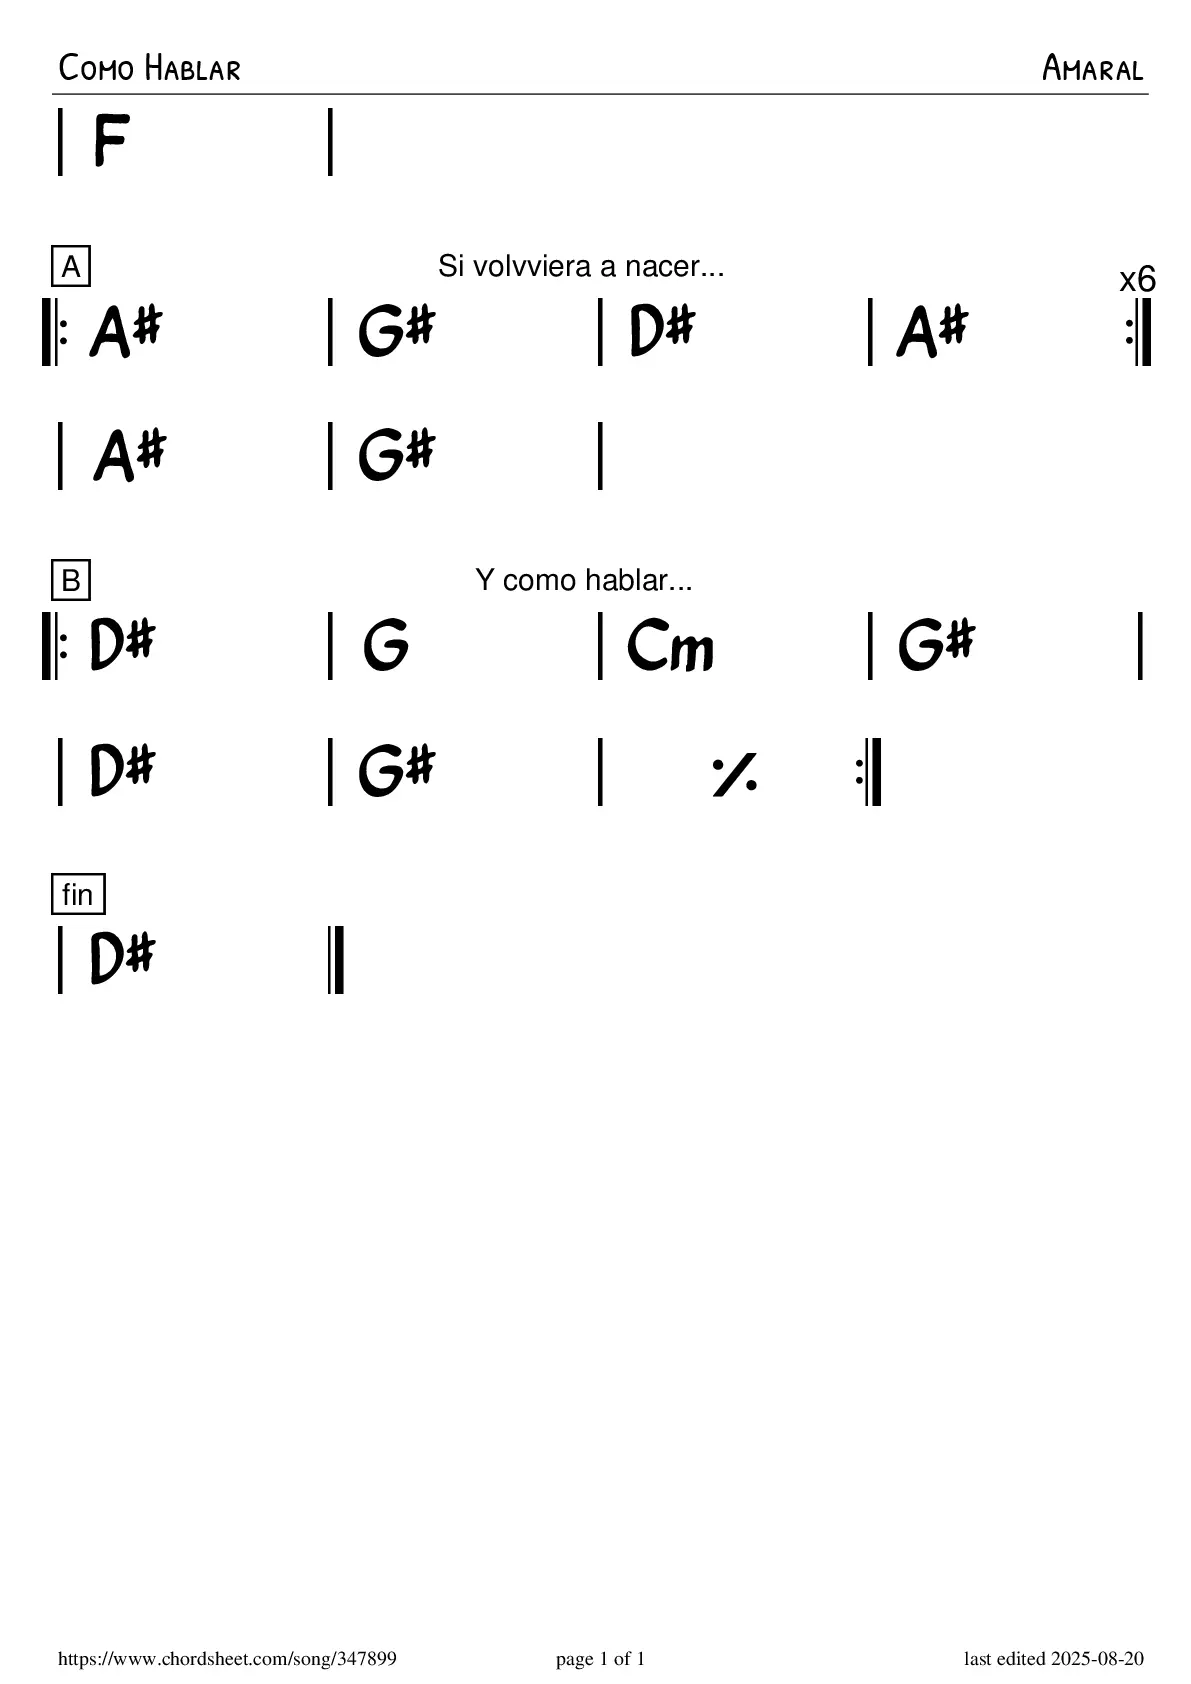 Como Hablar Amaral
F
A Si volvviera a nacer... x6
A# G# D# A#
A# G#
B Y como hablar...
D# G Cm G#
D# G# %
fin
D#
https://www.chordsheet.com/song/347899 page 1 of 1 last edited 2025-08-20